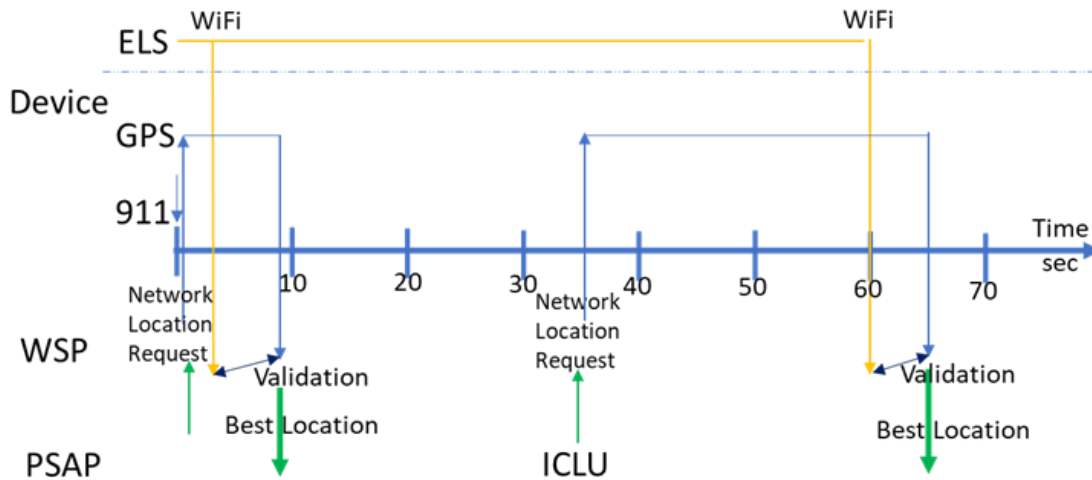 WiFi
WiFi
ELS
Device
GPS
911
Time
sec
10
20
30
40
50
60
70
Network
Location
Request
Network
Location
Request
WSP
Validation
Validation
Best Location
Best Location
PSAP
ICLU